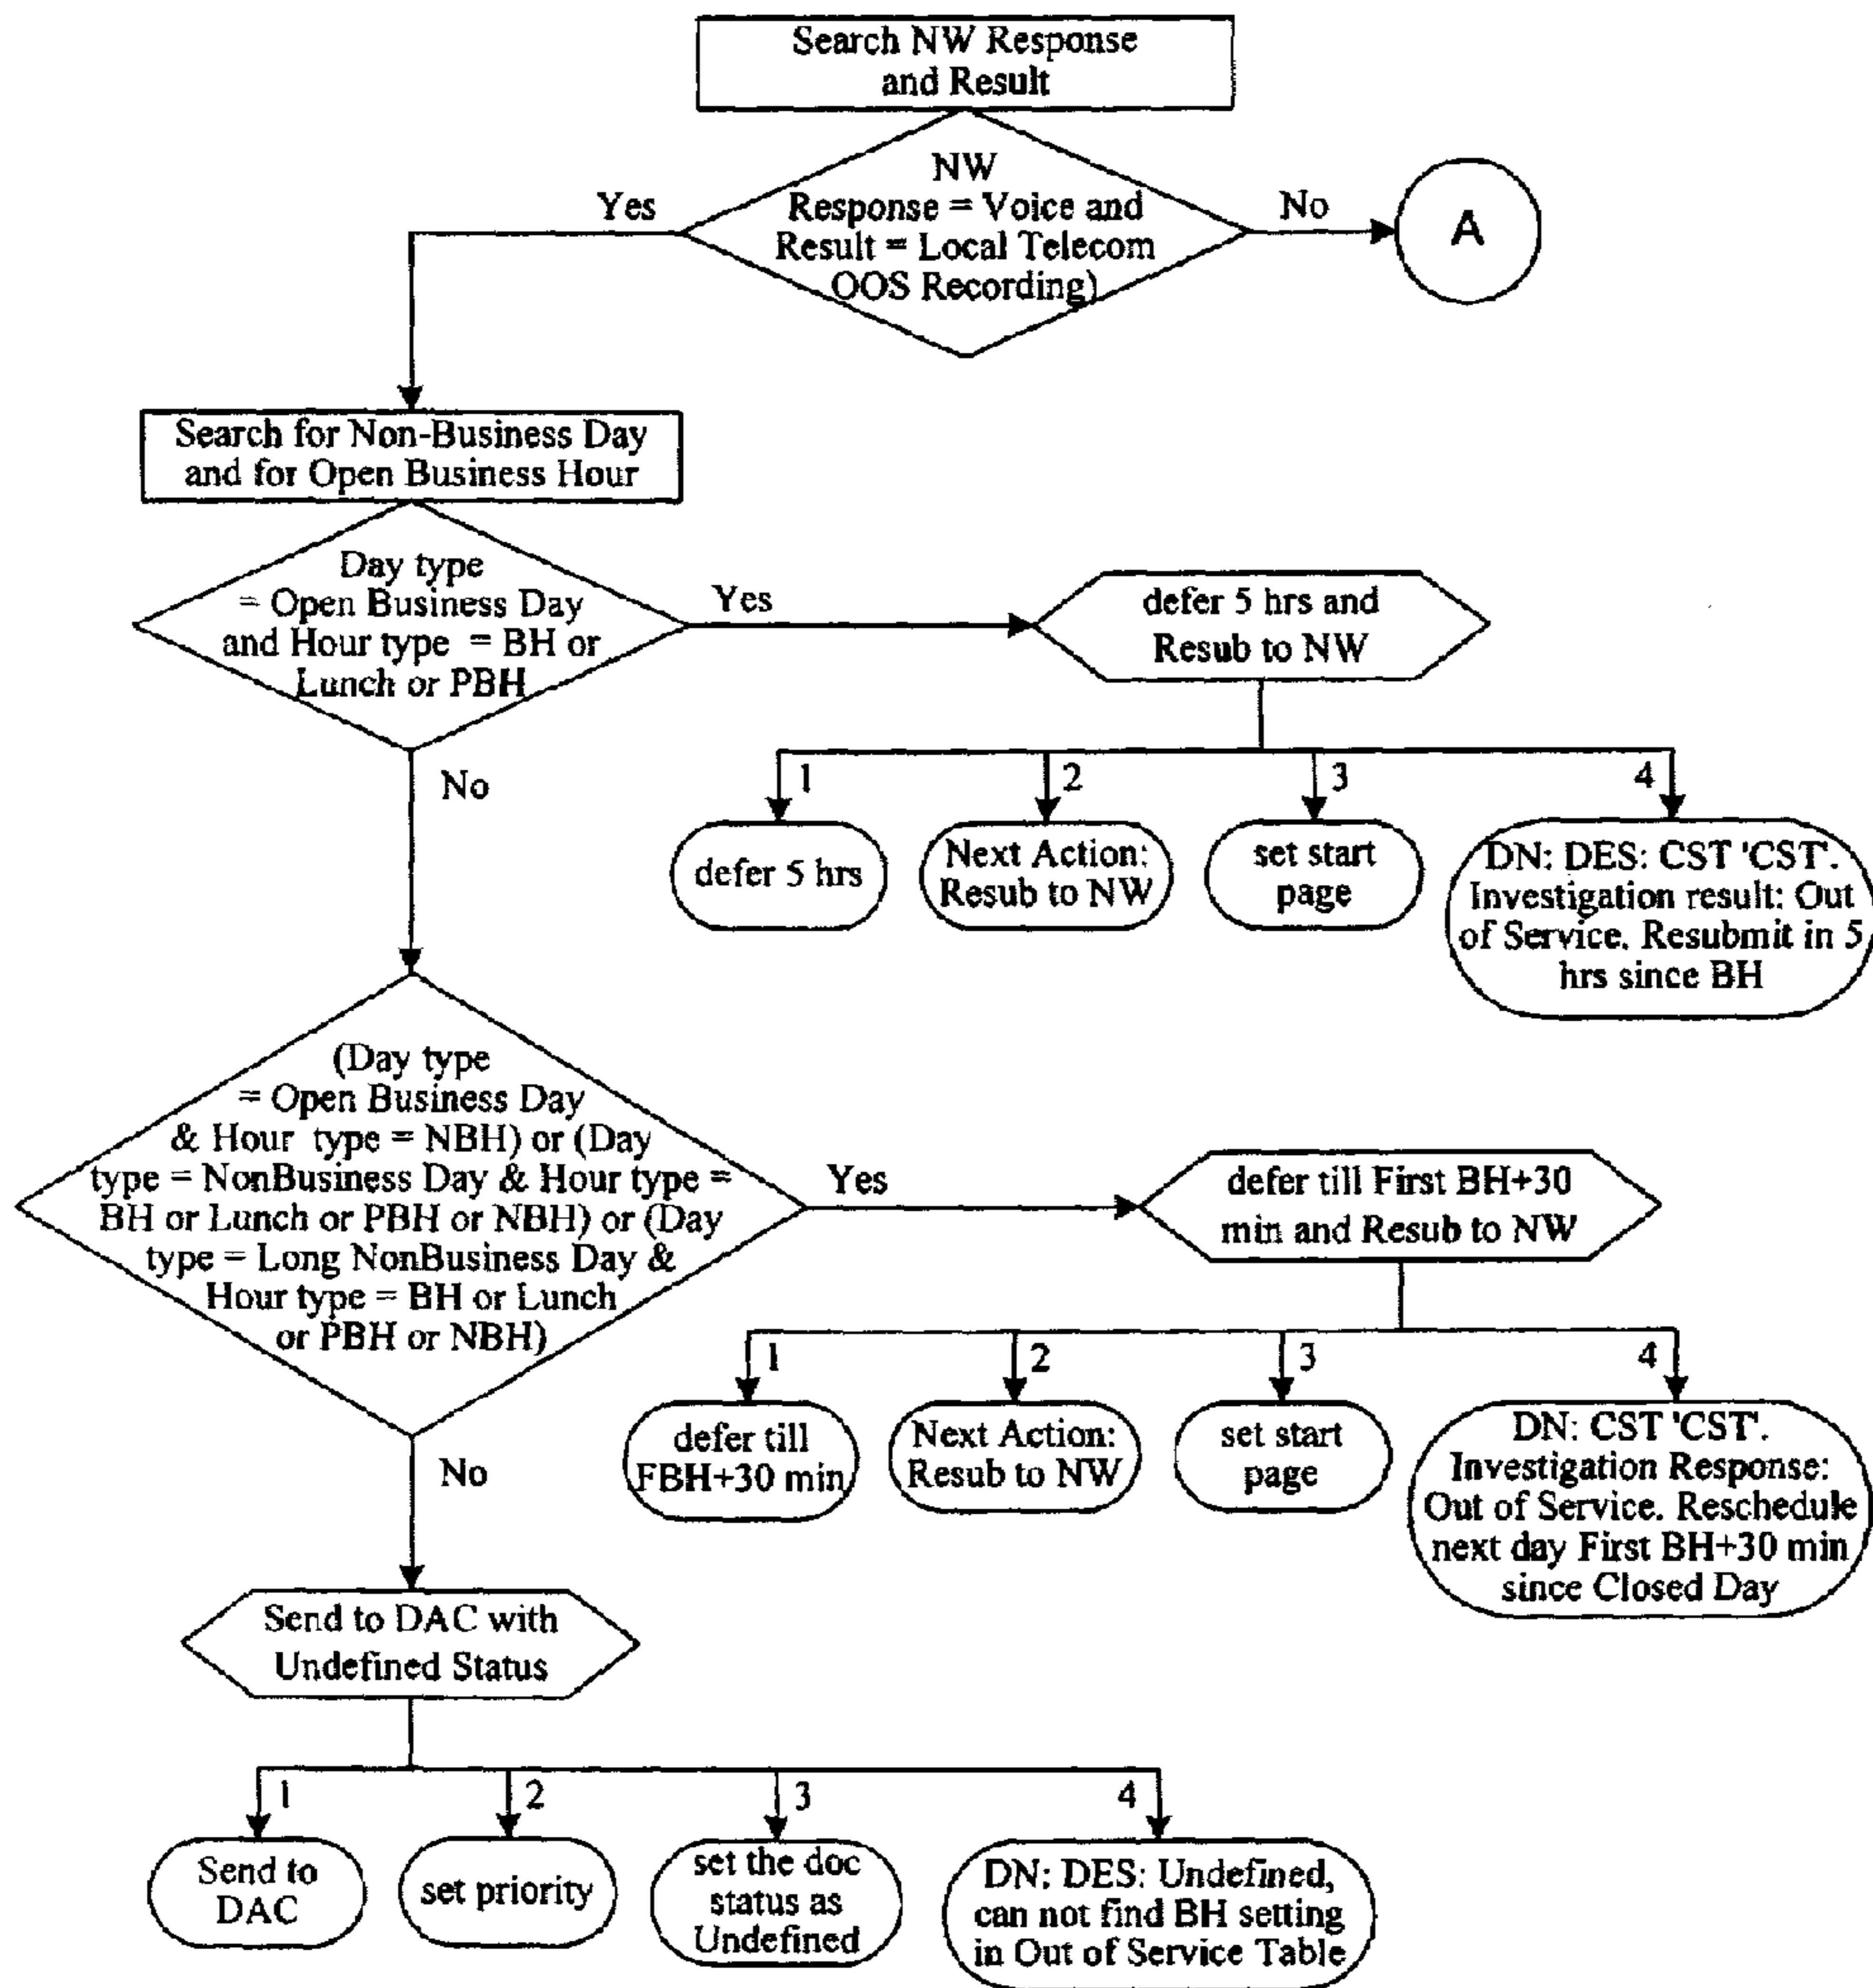 Search NW Response
and Result
NW
Response = Voice and
Result = Local Telecom
OOS Recording)
Yes
No
A
Search for Non-Business Day
and for Open Business Hour
Day type
= Open Business Day
and Hour type = BH or
Lunch or PBH
Yes
No
defer 5 hrs and
Resub to NW
1
2
3
4
defer 5 hrs
Next Action:
Resub to NW
set start
page
DN: DES: CST 'CST'.
Investigation result: Out
of Service. Resubmit in 5
hrs since BH
(Day type
= Open Business Day
& Hour type = NBH) or (Day
type = NonBusiness Day & Hour type =
BH or Lunch or PBH or NBH) or (Day
type = Long NonBusiness Day &
Hour type = BH or Lunch
or PBH or NBH)
Yes
No
defer till First BH+30
min and Resub to NW
1
2
3
4
defer till
FBH+30 min
Next Action:
Resub to NW
set start
page
DN: CST 'CST'.
Investigation Response:
Out of Service. Reschedule
next day First BH+30 min
since Closed Day
Send to DAC with
Undefined Status
1
2
3
4
Send to
DAC
set priority
set the doc
status as
Undefined
DN: DES: Undefined,
can not find BH setting
in Out of Service Table